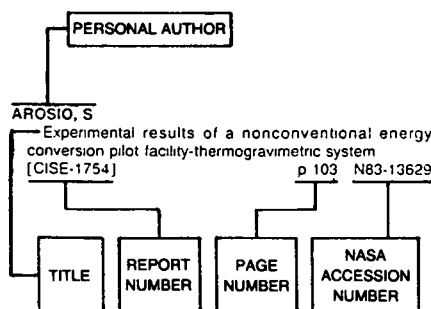 PERSONAL AUTHOR
AROSIO, S
Experimental results of a nonconventional energy
conversion pilot facility-thermogravimetric system
[CISE-1754] p 103 N83-13629
TITLE
REPORT
NUMBER
PAGE
NUMBER
NASA
ACCESSION
NUMBER